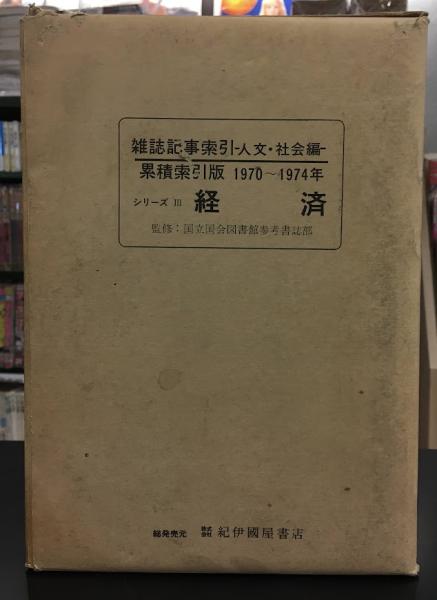 雑誌記事索引-人文・社会編-
累積索引版 1970～1974年
シリーズ III 経済
監修：国立国会図書館参考書誌部
総発売元 株式会社 紀伊國屋書店